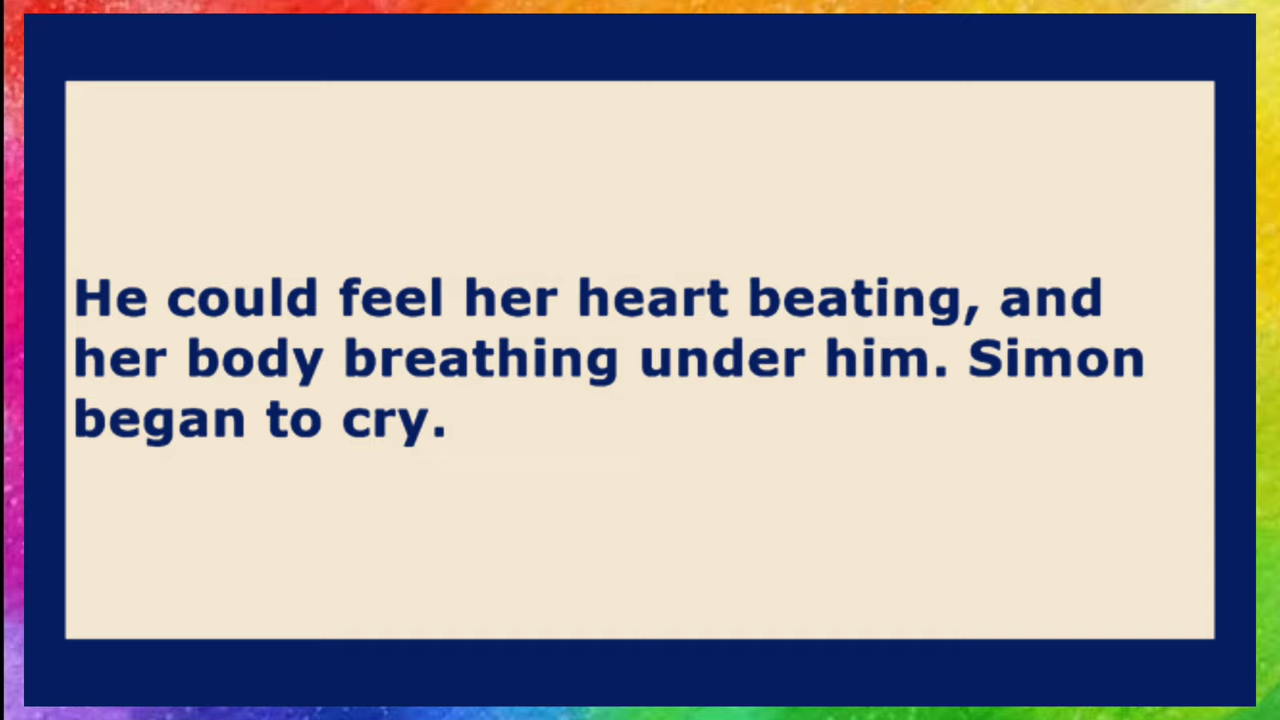 He could feel her heart beating, and
her body breathing under him. Simon
began to cry.